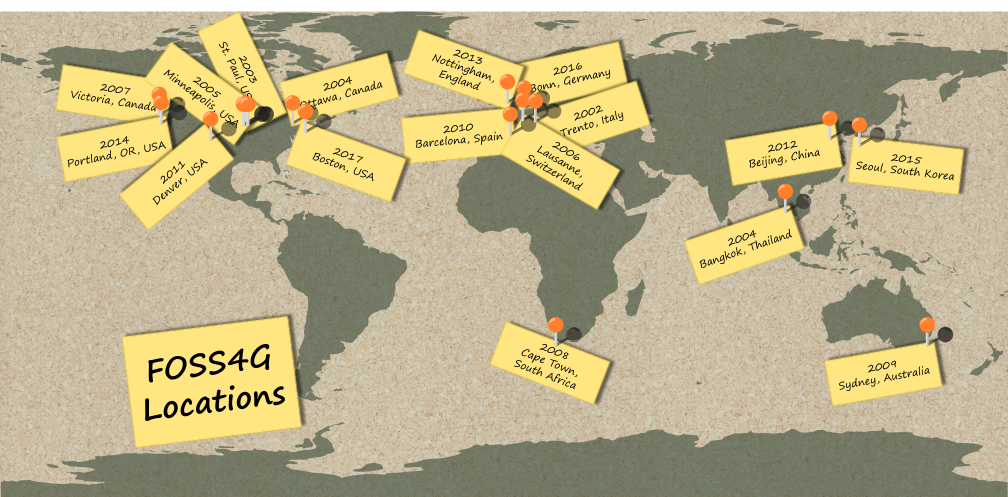 2007
Victoria, Canada
2005
Minneapolis, USA
2003
St. Paul, US
2004
Ottawa, Canada
2014
Portland, OR, USA
2011
Denver, USA
2017
Boston, USA
2013
Nottingham,
England
2016
Bonn, Germany
2010
Barcelona, Spain
2002
Trento, Italy
2006
Lausanne,
Switzerland
2012
Beijing, China
2015
Seoul, South Korea
2004
Bangkok, Thailand
2008
Cape Town,
South Africa
2009
Sydney, Australia
FOSS4G
Locations